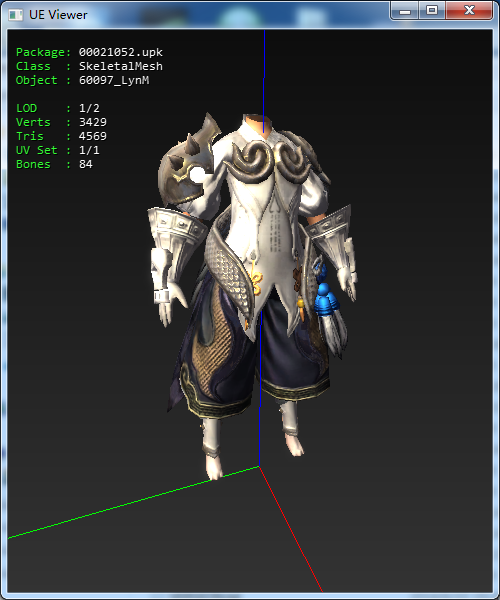 UE Viewer
Package: 00021052.upk
Class : SkeletalMesh
Object : 60097_LynM
LOD : 1/2
Verts : 3429
Tris : 4569
UV Set : 1/1
Bones : 84